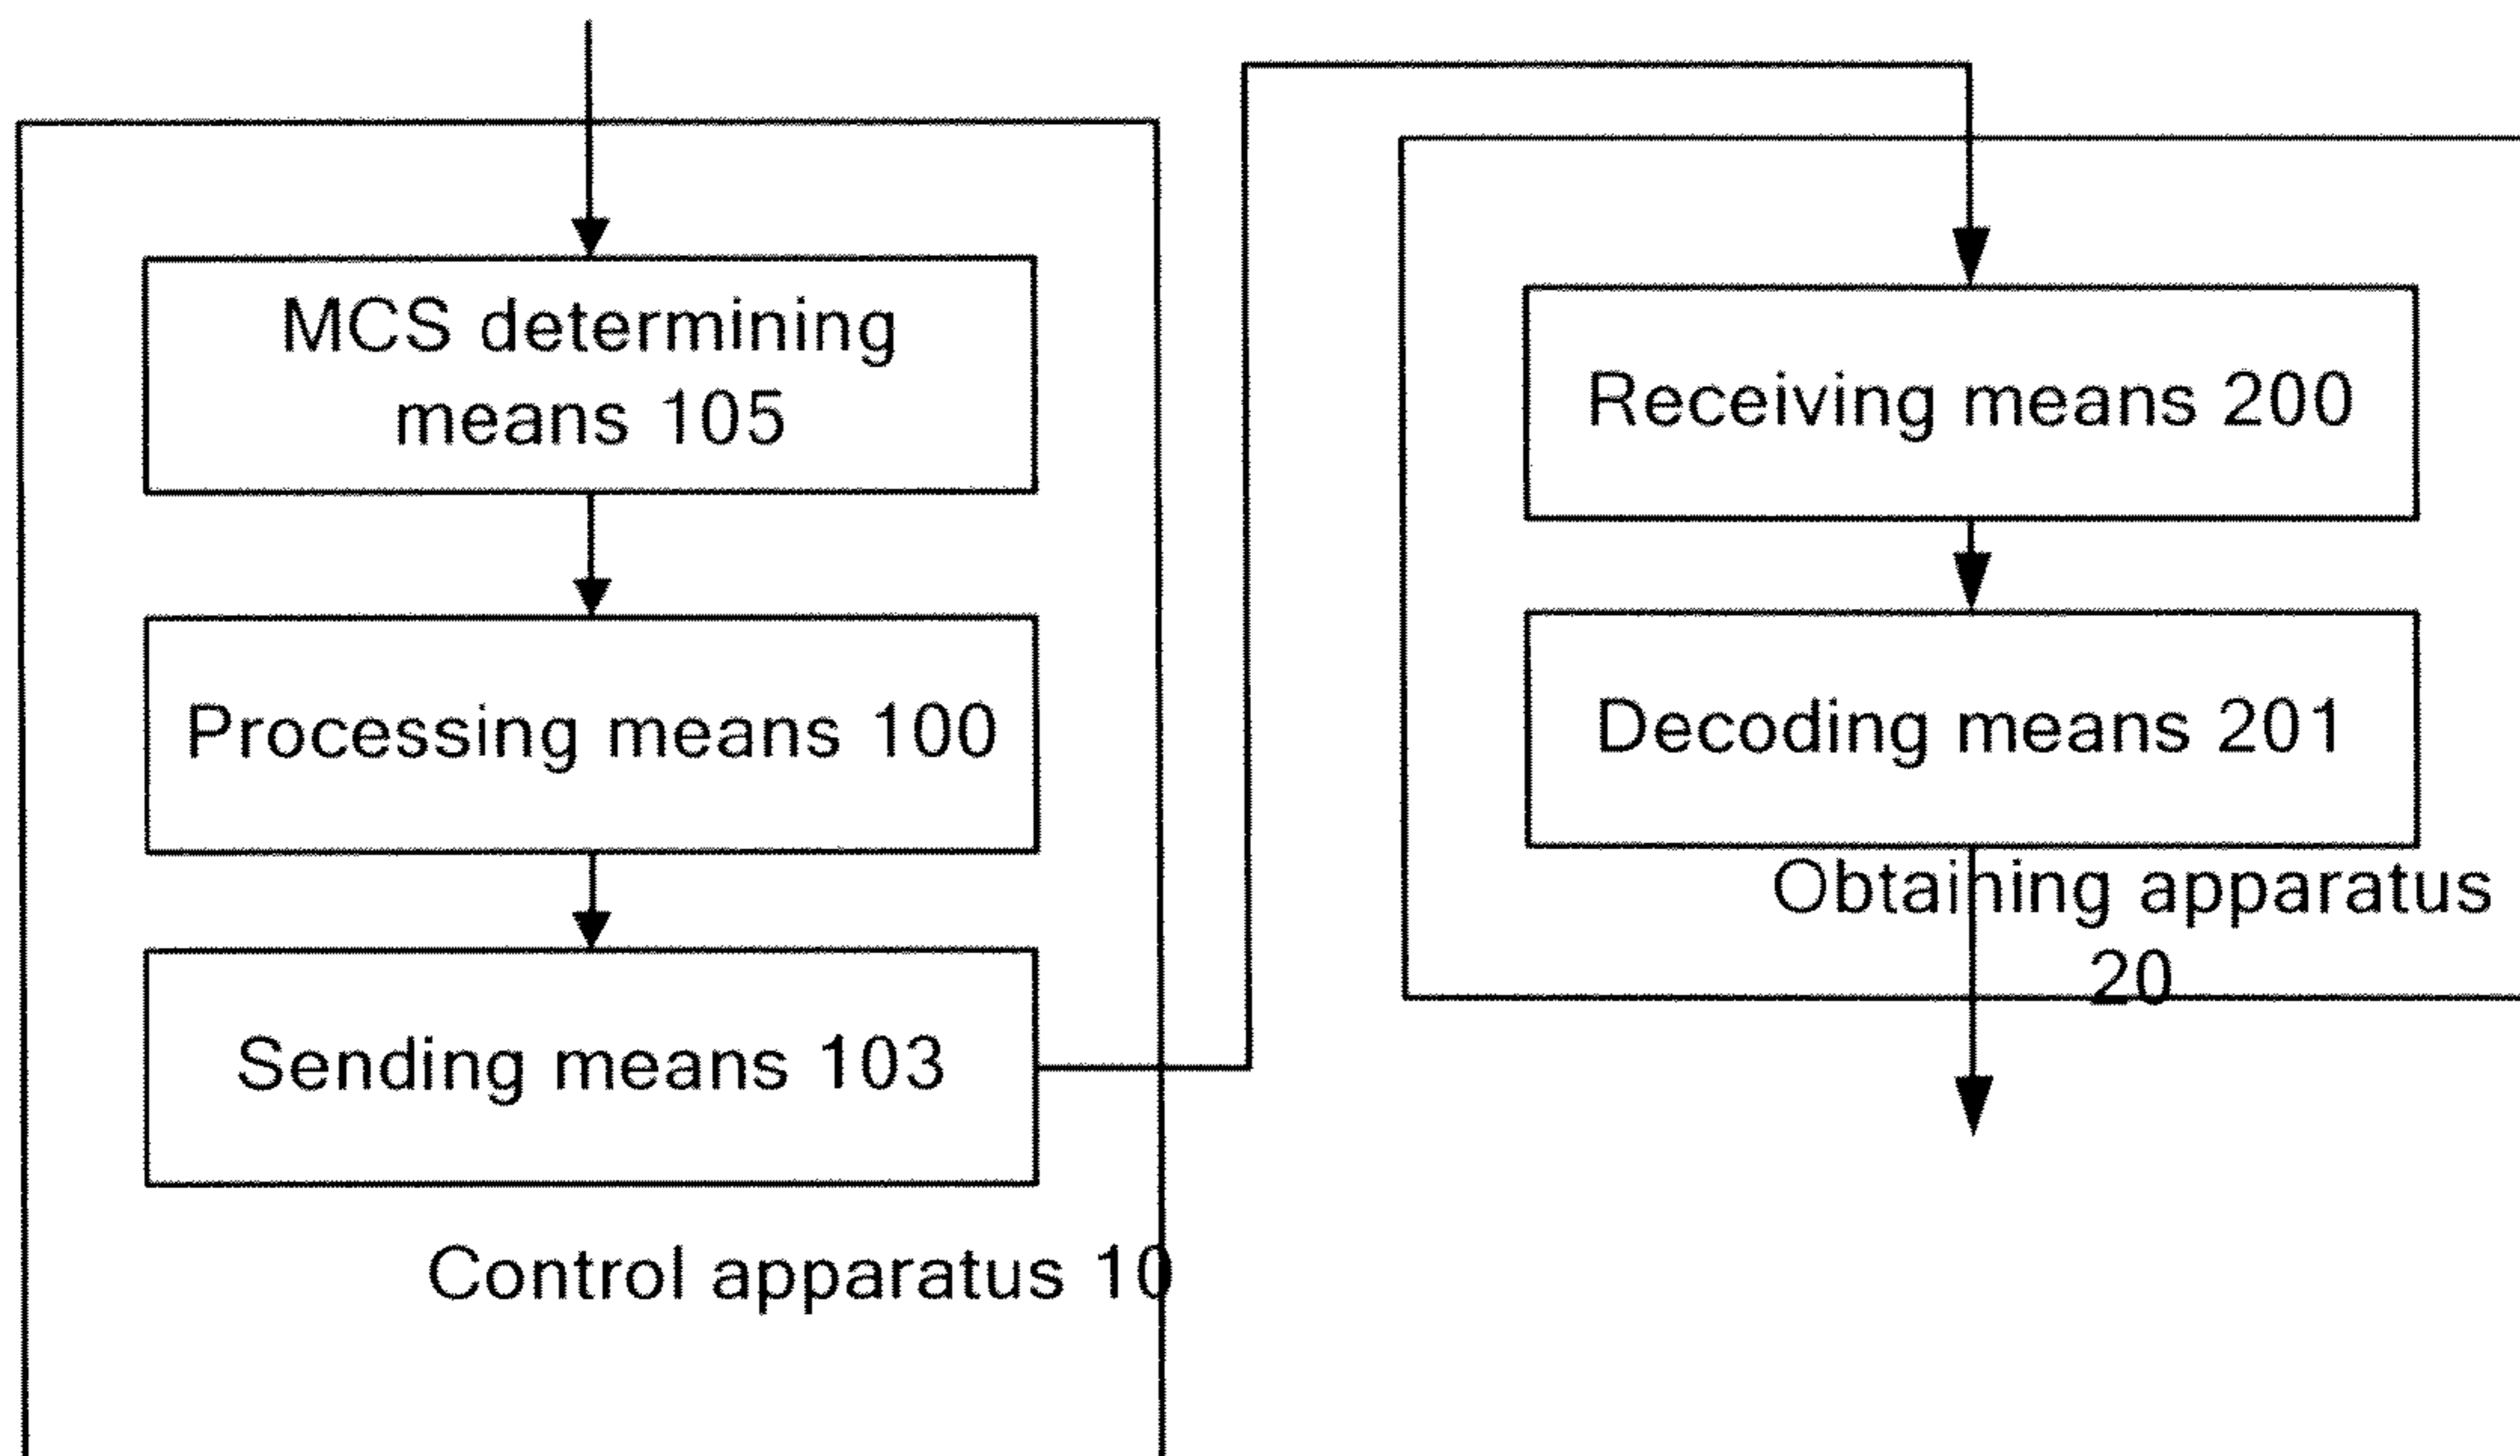 MCS determining
means 105
Processing means 100
Sending means 103
Control apparatus 10
Receiving means 200
Decoding means 201
Obtaining apparatus
20